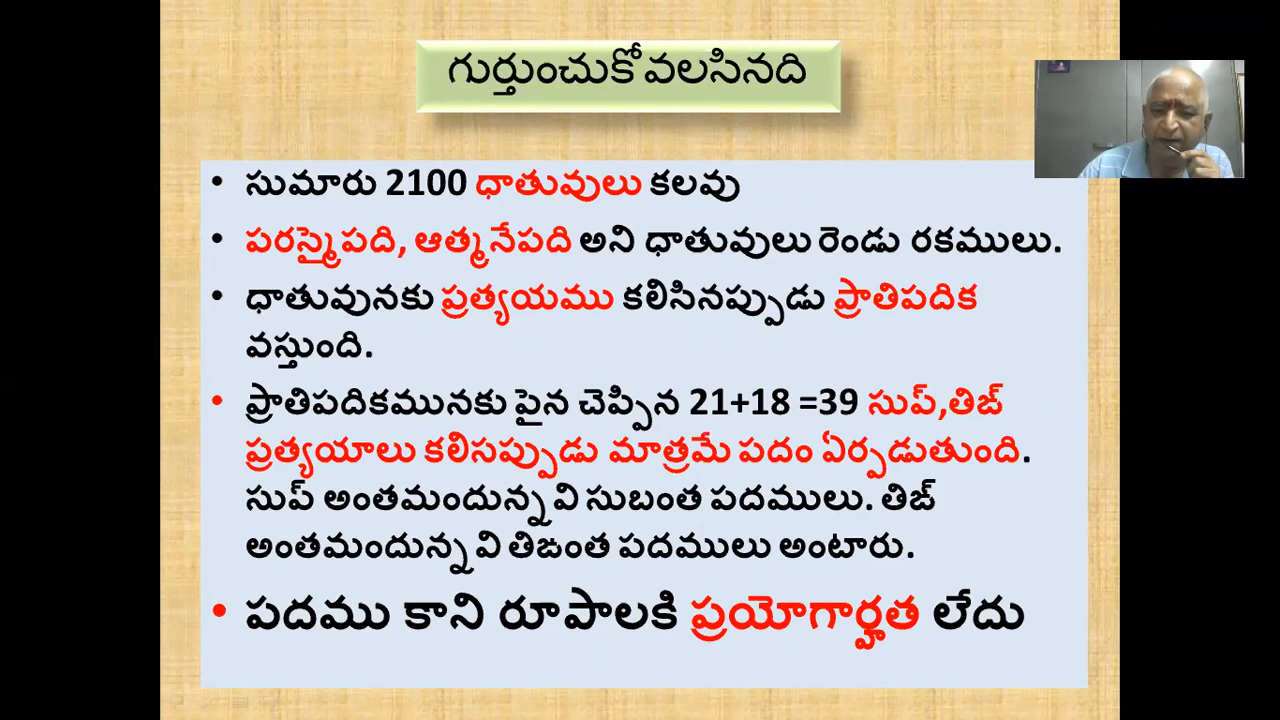 గుర్తుంచుకోవలసినది
• సుమారు 2100 ధాతువులు కలవు
• పరస్మైపది, ఆత్మనేపది అని ధాతువులు రెండు రకములు.
• ధాతువునకు ప్రత్యయము కలిసినప్పుడు ప్రాతిపదిక
వస్తుంది.
• ప్రాతిపదికమునకు పైన చెప్పిన 21+18 =39 సుప్,తిఙ్
ప్రత్యయాలు కలిసప్పుడు మాత్రమే పదం ఏర్పడుతుంది.
సుప్ అంతమందున్నవి సుబంత పదములు. తిఙ్
అంతమందున్నవి తిఙంత పదములు అంటారు.
• పదము కాని రూపాలకి ప్రయోగార్హత లేదు